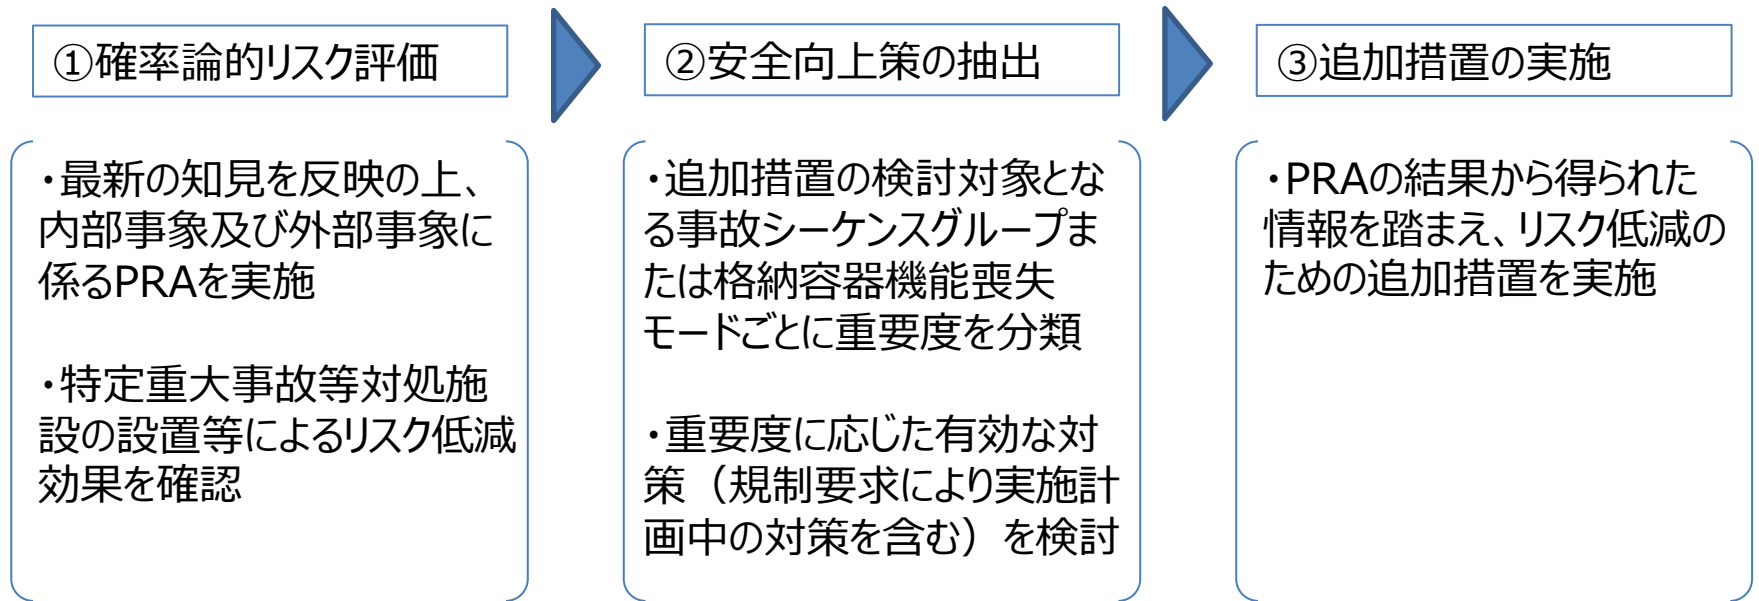 ①確率論的リスク評価
・最新の知見を反映の上、
内部事象及び外部事象に
係るPRAを実施
・特定重大事故等対処施
設の設置等によるリスク低減
効果を確認
②安全向上策の抽出
・追加措置の検討対象とな
る事故シーケンスグループま
たは格納容器機能喪失
モードごとに重要度を分類
・重要度に応じた有効な対
策（規制要求により実施計
画中の対策を含む）を検討
③追加措置の実施
・PRAの結果から得られた
情報を踏まえ、リスク低減の
ための追加措置を実施